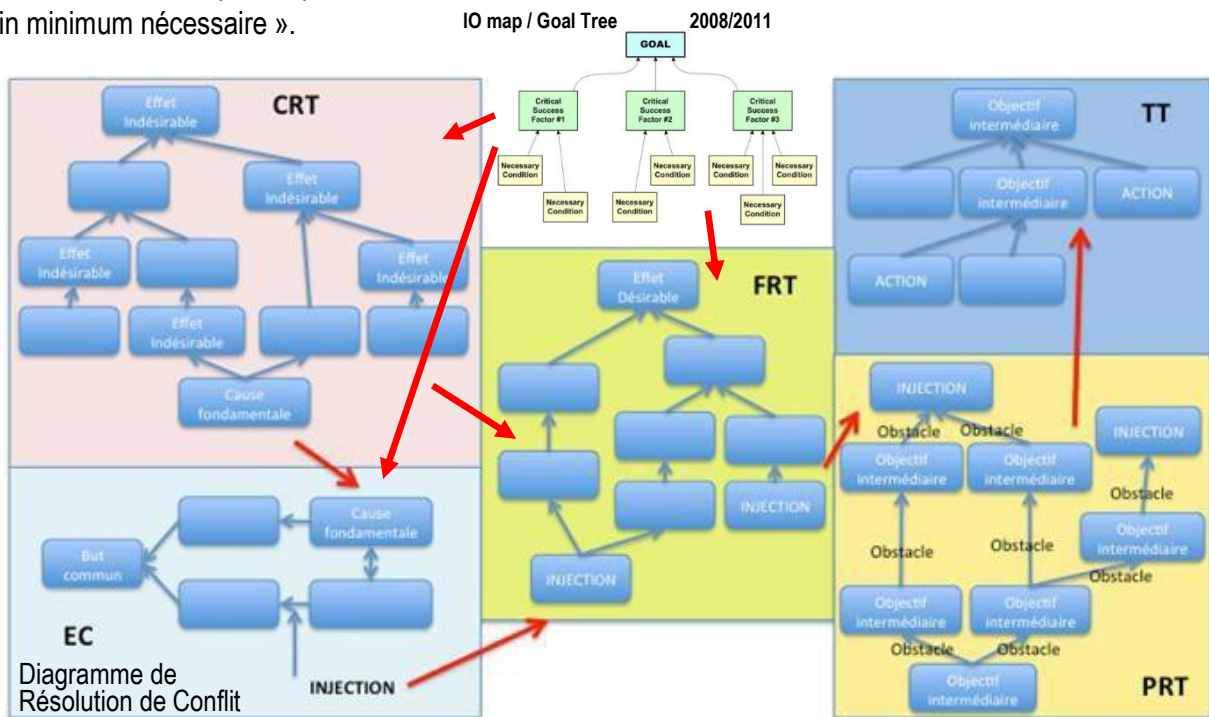 in minimum nécessaire ».
IO map / Goal Tree 2008/2011
GOAL
Critical
Success
Factor #1
Critical
Success
Factor #2
Critical
Success
Factor #3
Necessary
Condition
Necessary
Condition
Necessary
Condition
Necessary
Condition
Necessary
Condition
Necessary
Condition
Necessary
Condition
CRT
Effet
Indésirable
Effet
Indésirable
Effet
Indésirable
Effet
Indésirable
Effet
Indésirable
Cause
fondamentale
EC
Diagramme de
Résolution de Conflit
But
commun
Cause
fondamentale
INJECTION
FRT
Effet
Désirable
INJECTION
INJECTION
TT
Objectif
intermédiaire
Objectif
intermédiaire
ACTION
ACTION
INJECTION
INJECTION
Obstacle
Obstacle
Objectif
intermédiaire
Objectif
intermédiaire
Obstacle
Objectif
intermédiaire
Obstacle
Obstacle
Obstacle
Objectif
intermédiaire
Objectif
intermédiaire
Obstacle
Obstacle
Objectif
intermédiaire
PRT